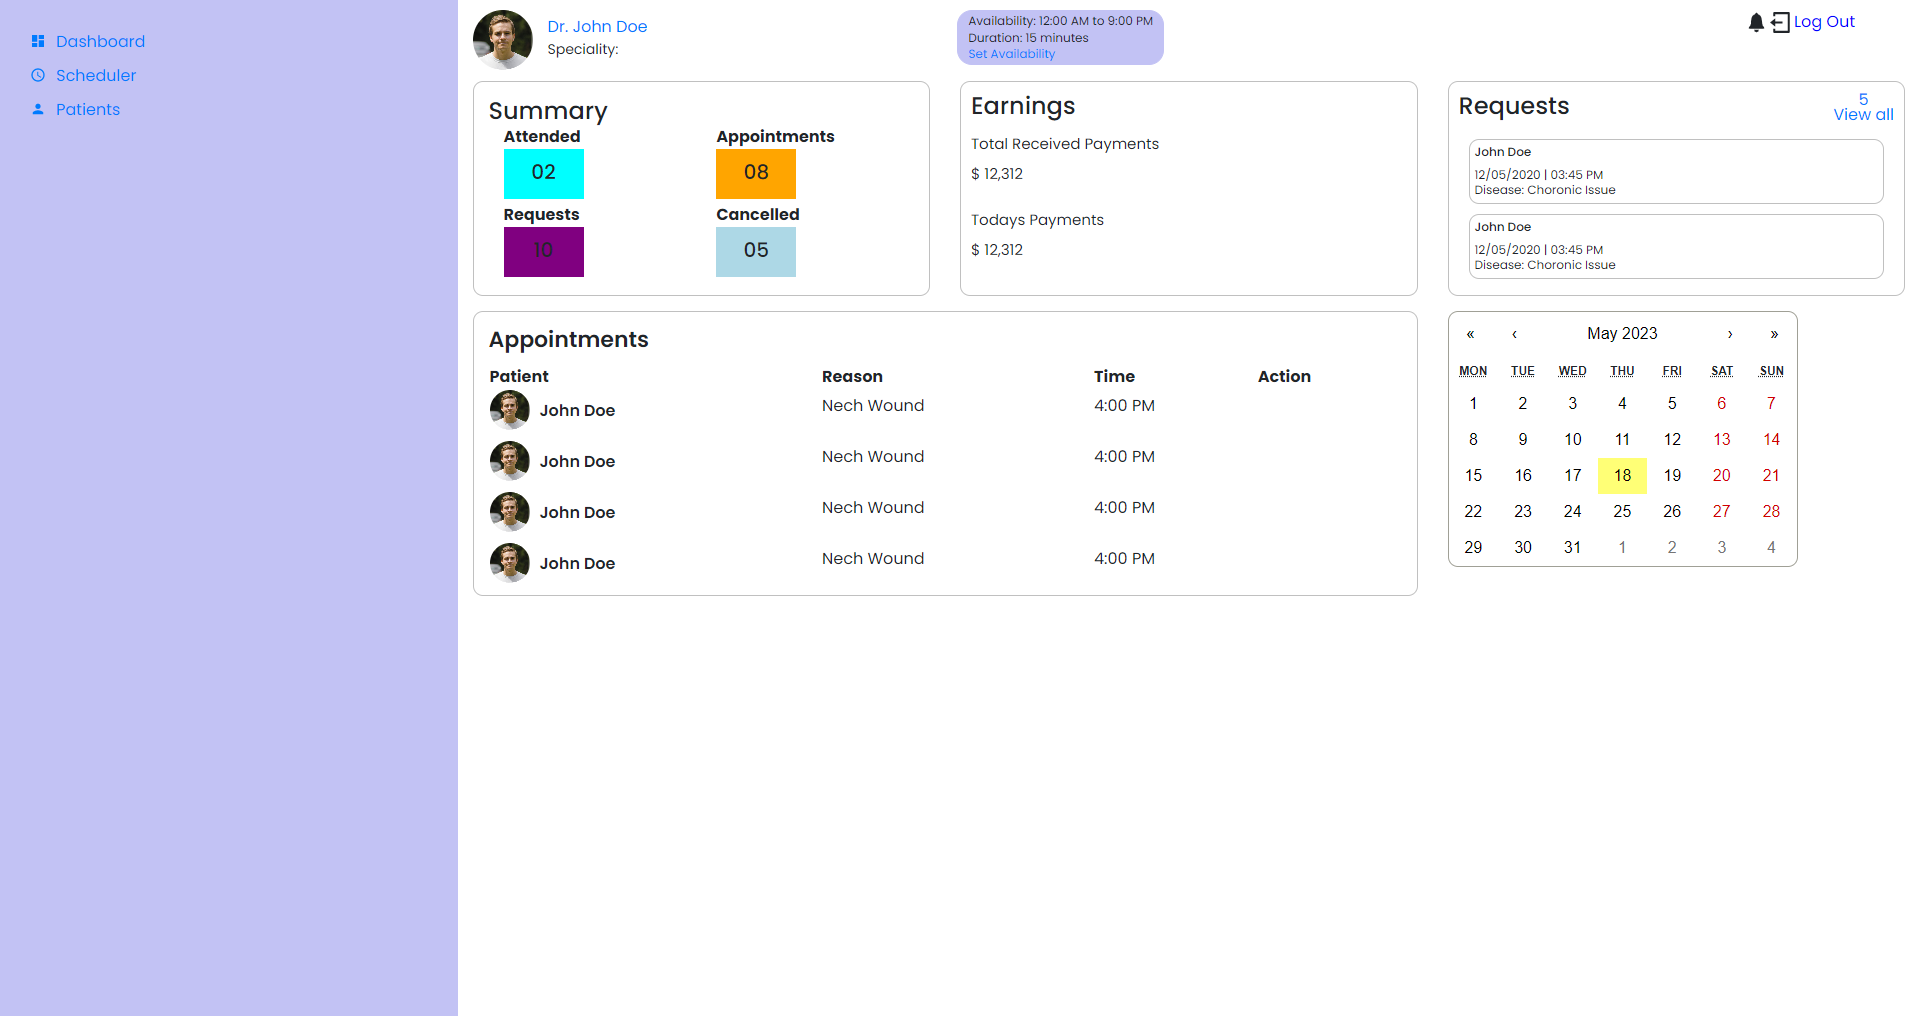 Dashboard
Scheduler
Patients
Dr. John Doe
Speciality:
Availability: 12:00 AM to 9:00 PM
Duration: 15 minutes
Set Availability
Log Out
Summary
Attended
Appointments
02
08
Requests
Cancelled
10
05
Earnings
Total Received Payments
$ 12,312
Todays Payments
$ 12,312
Requests
5
View all
John Doe
12/05/2020 | 03:45 PM
Disease: Choronic Issue
John Doe
12/05/2020 | 03:45 PM
Disease: Choronic Issue
Appointments
Patient Reason Time Action
John Doe Nech Wound 4:00 PM
John Doe Nech Wound 4:00 PM
John Doe Nech Wound 4:00 PM
John Doe Nech Wound 4:00 PM
« ‹ May 2023 › »
MON TUE WED THU FRI SAT SUN
1 2 3 4 5 6 7
8 9 10 11 12 13 14
15 16 17 18 19 20 21
22 23 24 25 26 27 28
29 30 31 1 2 3 4